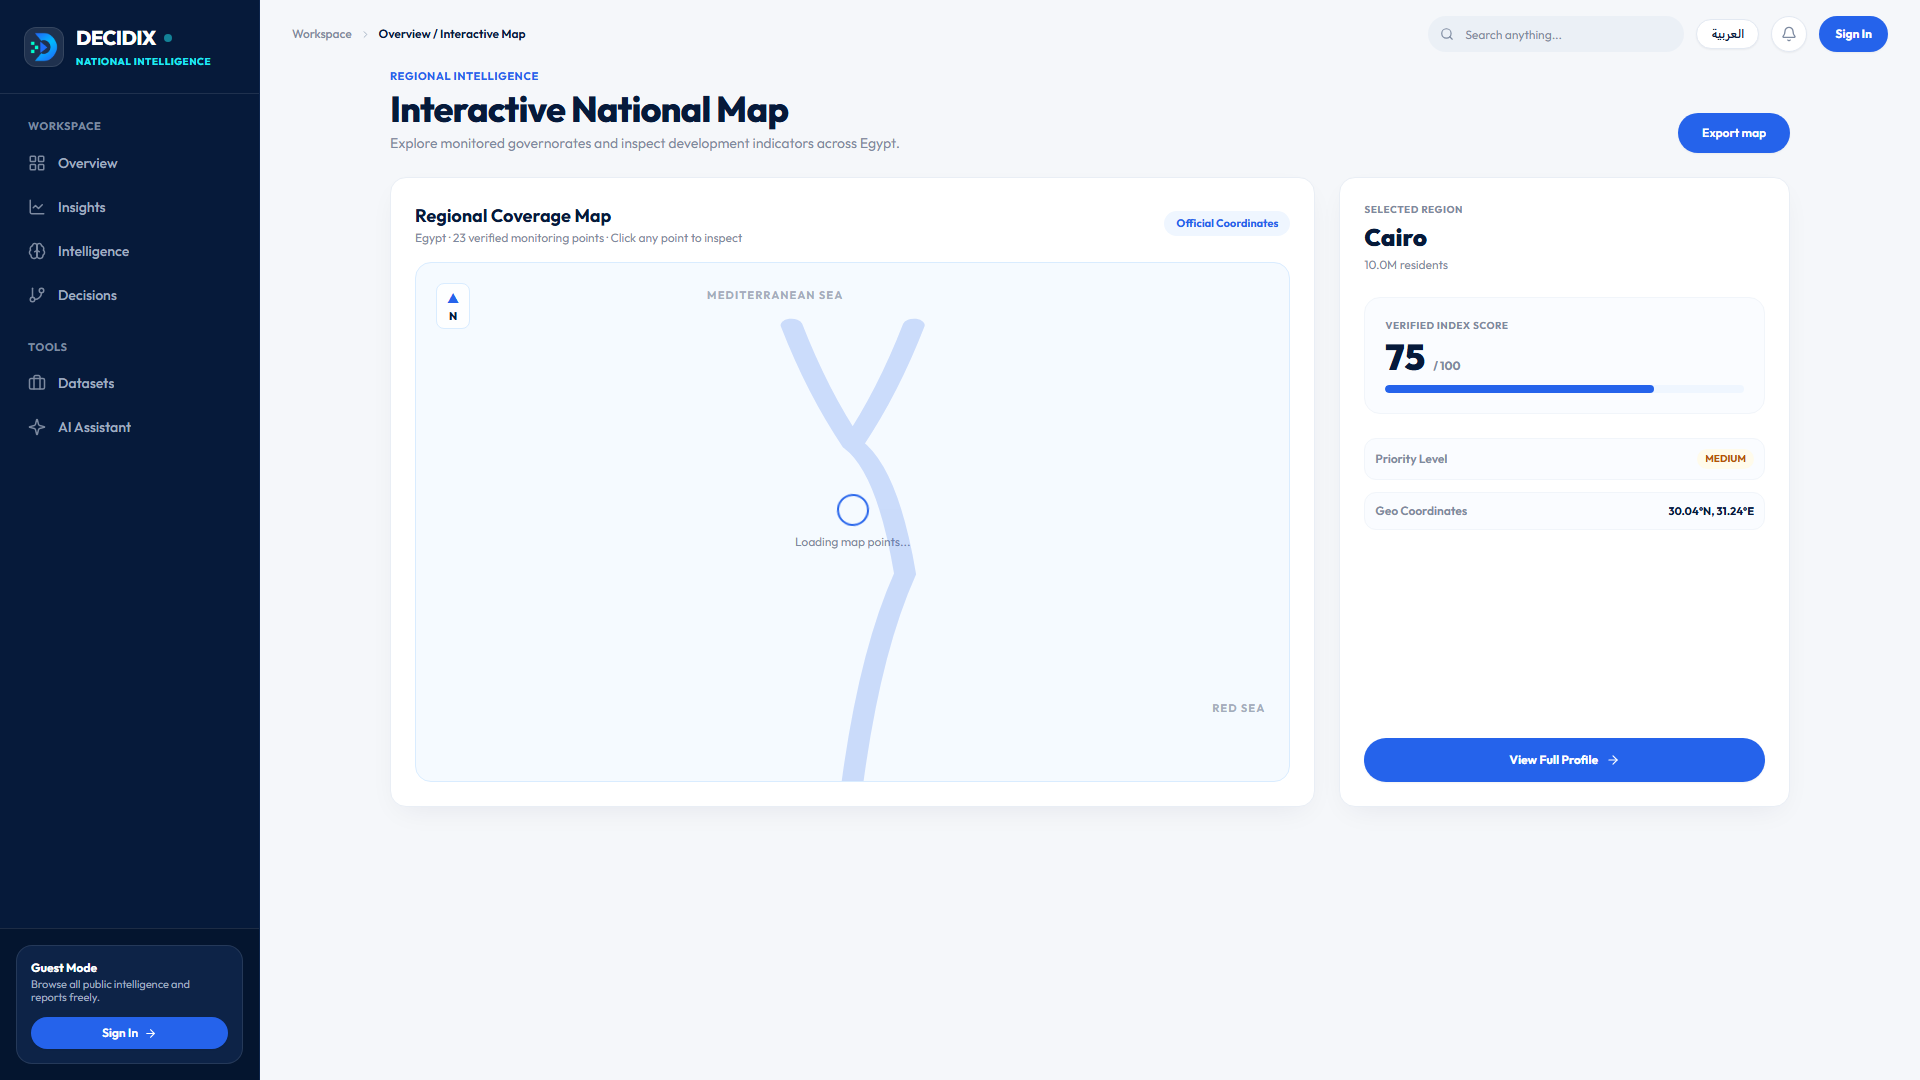 DECIDIX
NATIONAL INTELLIGENCE
WORKSPACE
Overview
Insights
Intelligence
Decisions
TOOLS
Datasets
AI Assistant
Guest Mode
Browse all public intelligence and
reports freely.
Sign In
Workspace
Overview / Interactive Map
Search anything...
العربية
Sign In
REGIONAL INTELLIGENCE
Interactive National Map
Explore monitored governorates and inspect development indicators across Egypt.
Export map
Regional Coverage Map
Egypt · 23 verified monitoring points · Click any point to inspect
Official Coordinates
N
MEDITERRANEAN SEA
Loading map points...
RED SEA
SELECTED REGION
Cairo
10.0M residents
VERIFIED INDEX SCORE
75 / 100
Priority Level MEDIUM
Geo Coordinates 30.04°N, 31.24°E
View Full Profile